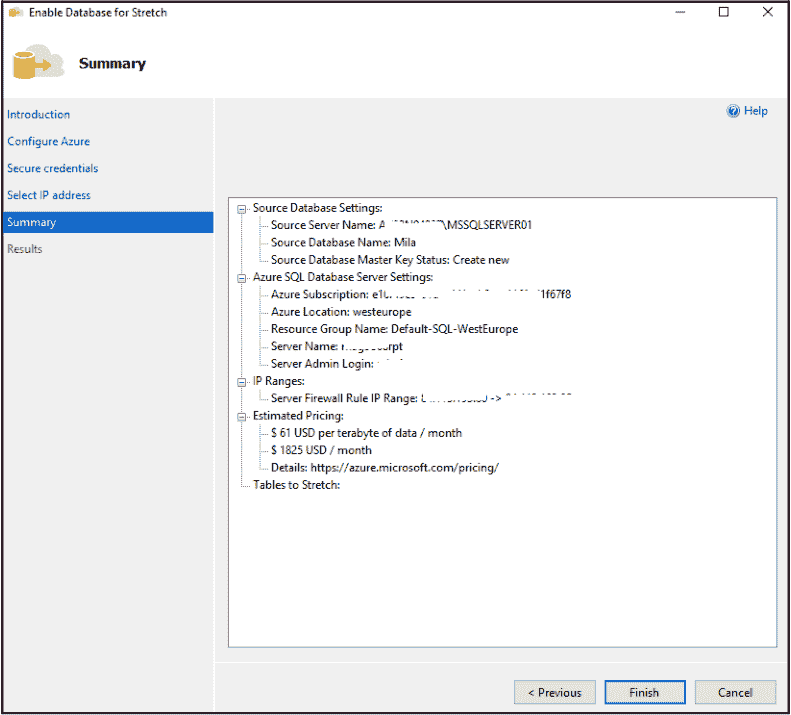 Enable Database for Stretch
Summary
Introduction
Configure Azure
Secure credentials
Select IP address
Summary
Results
Help
Source Database Settings:
Source Server Name: \MSSQLSERVER01
Source Database Name: Mila
Source Database Master Key Status: Create new
Azure SQL Database Server Settings:
Azure Subscription: 1f67f8
Azure Location: westeurope
Resource Group Name: Default-SQL-WestEurope
Server Name:
Server Admin Login:
IP Ranges:
Server Firewall Rule IP Range: ->
Estimated Pricing:
$ 61 USD per terabyte of data / month
$ 1825 USD / month
Details: https://azure.microsoft.com/pricing/
Tables to Stretch:
< Previous
Finish
Cancel